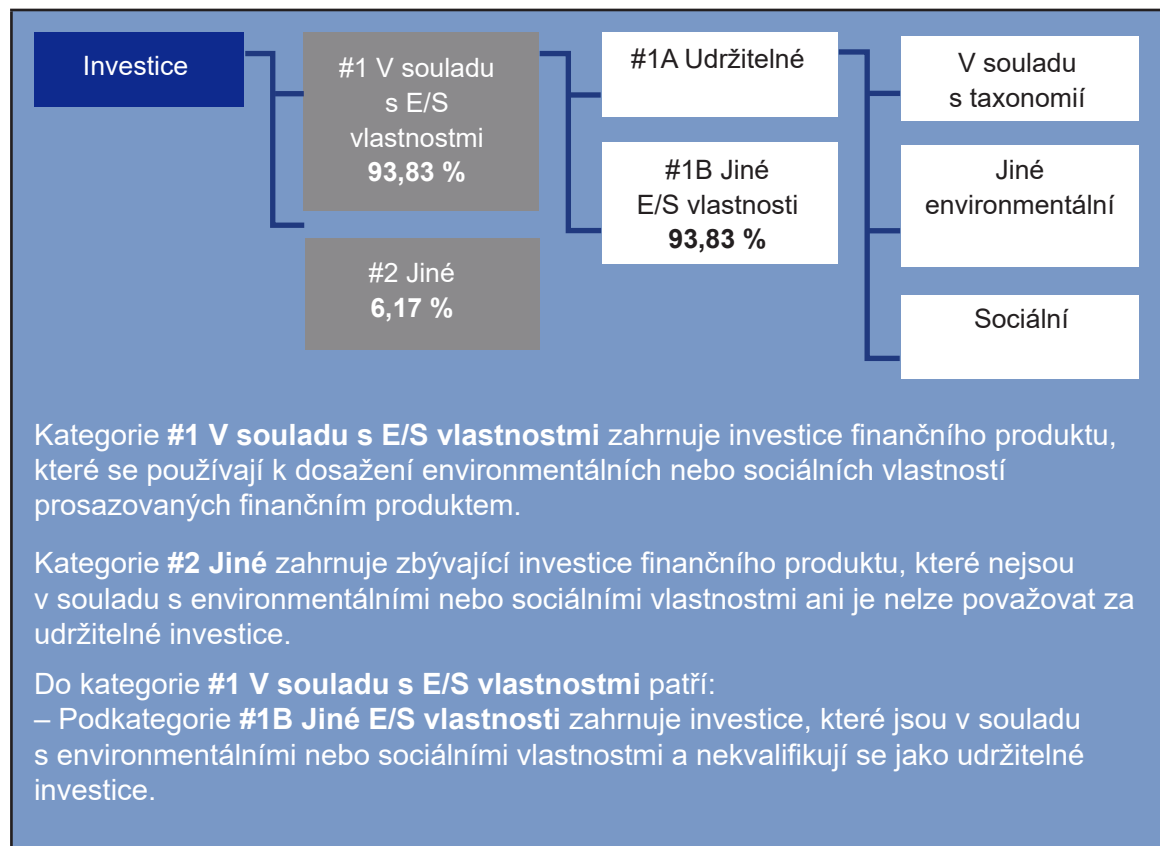 Investice
#1 V souladu
s E/S
vlastnostmi
93,83 %
#2 Jiné
6,17 %
#1A Udržitelné
#1B Jiné
E/S vlastnosti
93,83 %
V souladu
s taxonomií
Jiné
environmentální
Sociální
Kategorie #1 V souladu s E/S vlastnostmi zahrnuje investice finančního produktu,
které se používají k dosažení environmentálních nebo sociálních vlastností
prosazovaných finančním produktem.
Kategorie #2 Jiné zahrnuje zbývající investice finančního produktu, které nejsou
v souladu s environmentálními nebo sociálními vlastnostmi ani je nelze považovat za
udržitelné investice.
Do kategorie #1 V souladu s E/S vlastnostmi patří:
– Podkategorie #1B Jiné E/S vlastnosti zahrnuje investice, které jsou v souladu
s environmentálními nebo sociálními vlastnostmi a nekvalifikují se jako udržitelné
investice.